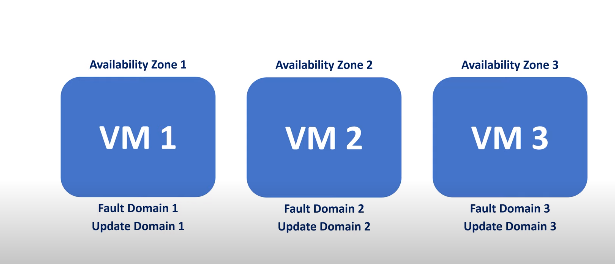 Availability Zone 1
Availability Zone 2
Availability Zone 3
VM 1
VM 2
VM 3
Fault Domain 1
Update Domain 1
Fault Domain 2
Update Domain 2
Fault Domain 3
Update Domain 3